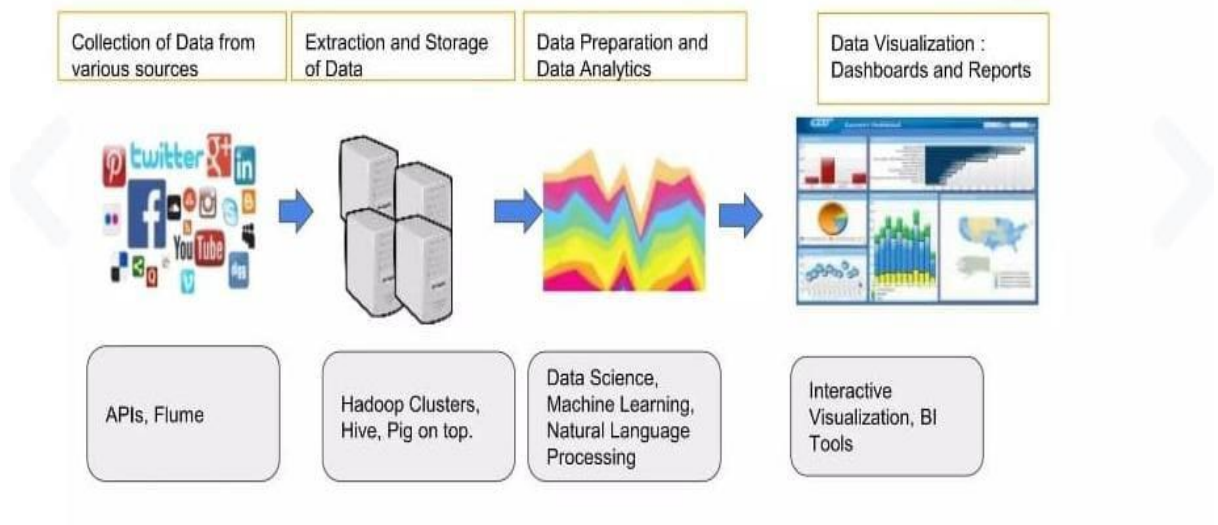 Collection of Data from
various sources
Extraction and Storage
of Data
Data Preparation and
Data Analytics
Data Visualization :
Dashboards and Reports
twitter
g+
in
f
You Tube
digg
APIs, Flume
Hadoop Clusters,
Hive, Pig on top.
Data Science,
Machine Learning,
Natural Language
Processing
Interactive
Visualization, BI
Tools